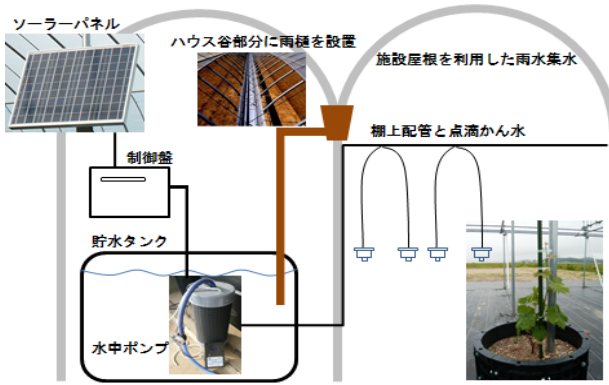 ソーラーパネル
ハウス谷部分に雨樋を設置
施設屋根を利用した雨水集水
棚上配管と点滴かん水
制御盤
貯水タンク
水中ポンプ